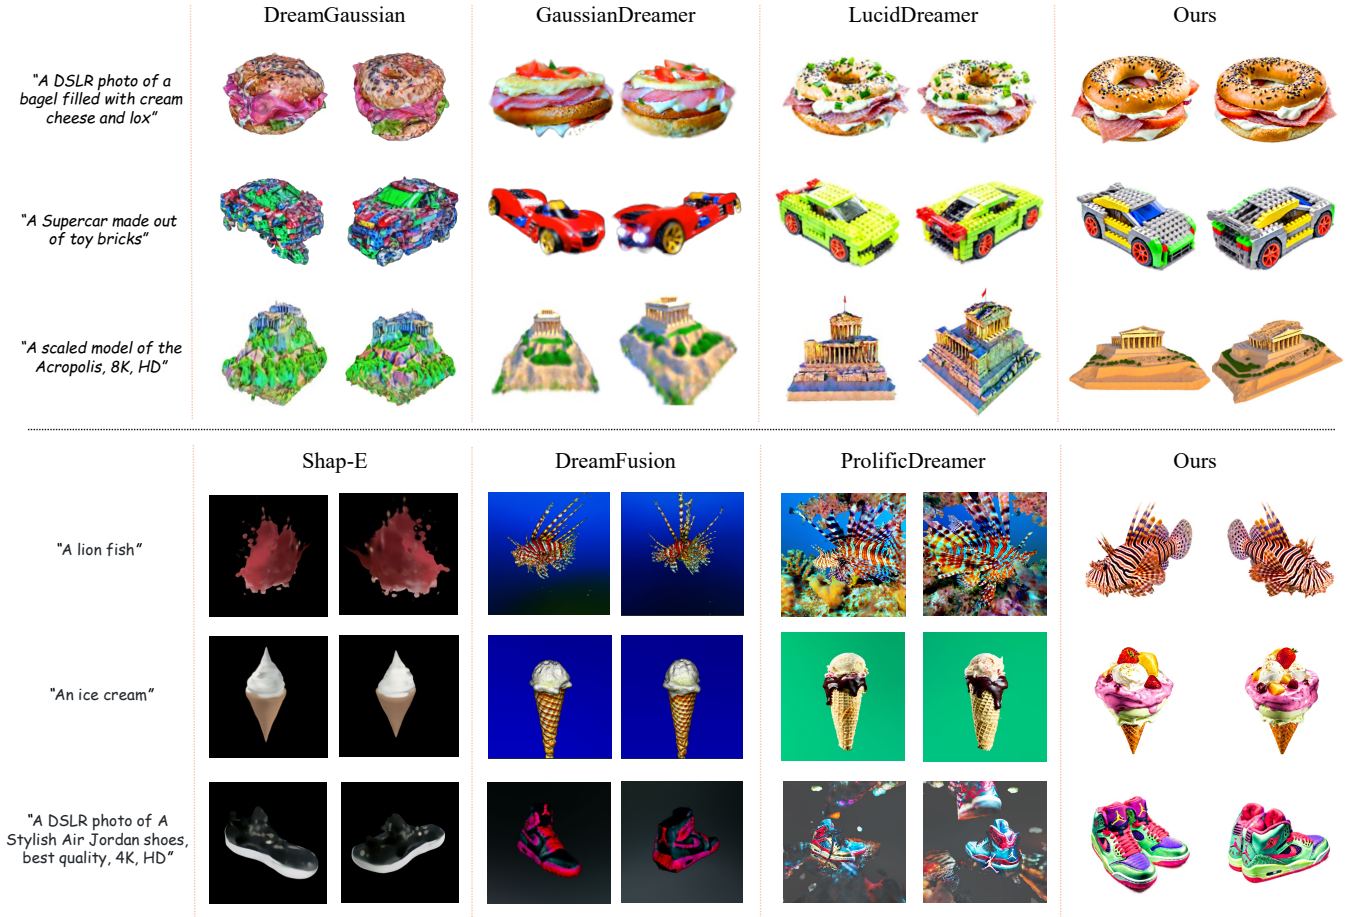 DreamGaussian GaussianDreamer LucidDreamer Ours
“A DSLR photo of a
bagel filled with cream
cheese and lox”
“A Supercar made out
of toy bricks”
“A scaled model of the
Acropolis, 8K, HD”
Shap-E DreamFusion ProlificDreamer Ours
“A lion fish”
“An ice cream”
“A DSLR photo of A
Stylish Air Jordan shoes,
best quality, 4K, HD”